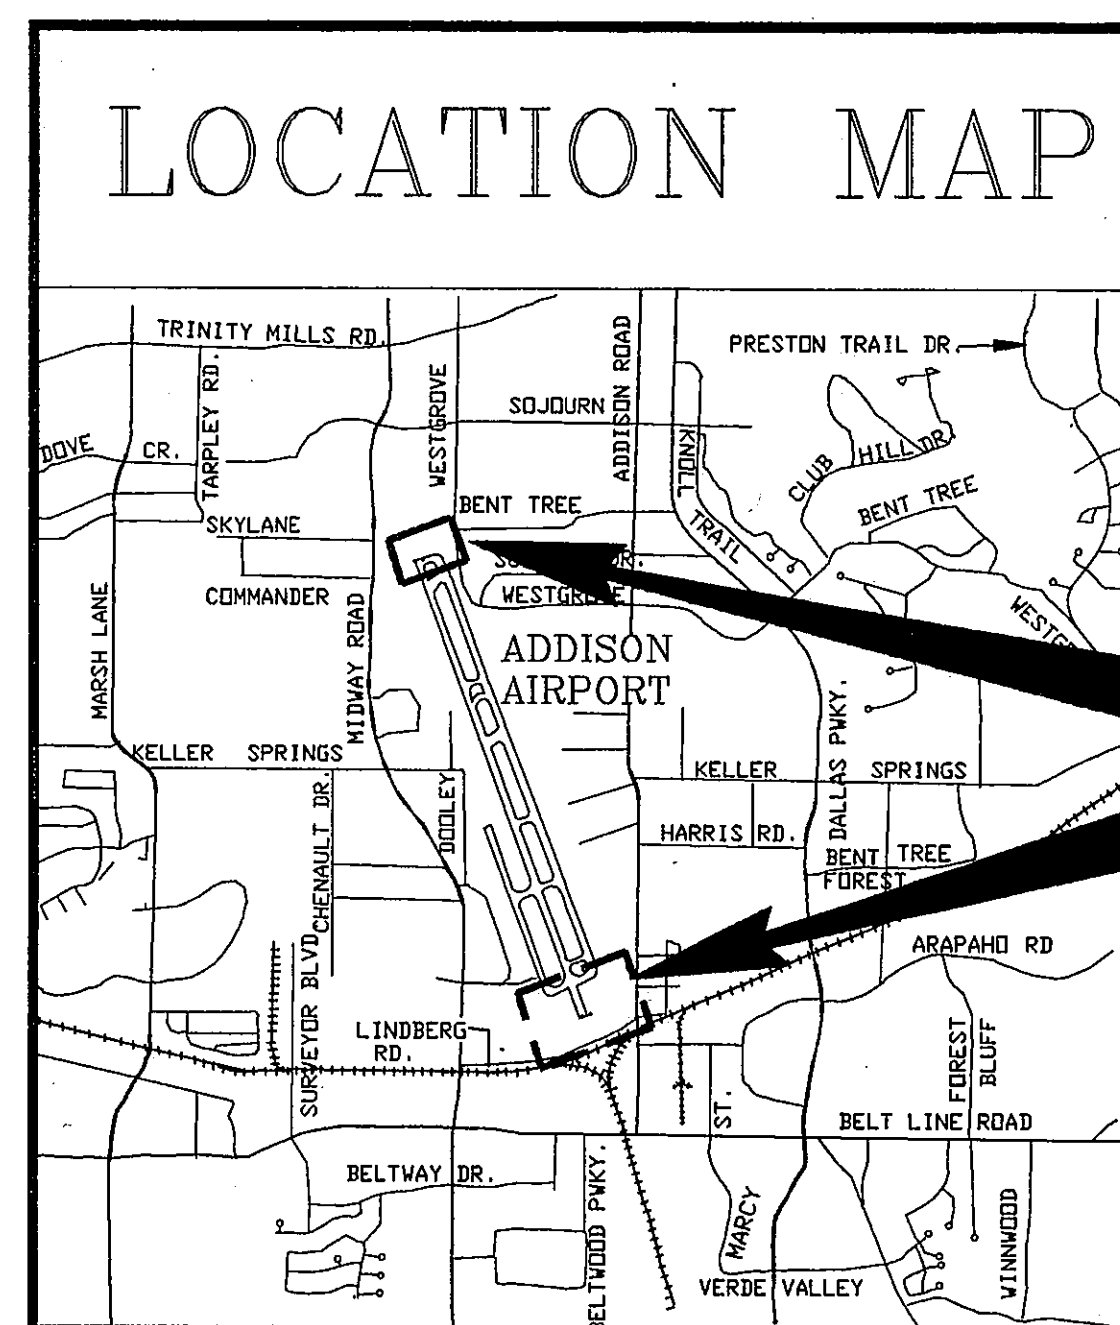 LOCATION MAP
TRINITY MILLS RD.
PRESTON TRAIL DR.
ADDISON ROAD
WESTGROVE
TARPLEY RD.
SOJOURN
DOVE CR.
KNOLL TRAIL
CLUB HILL DR.
BENT TREE
BENT TREE
SKYLANE
COMMANDER
WESTGROVE
MARSH LANE
MIDWAY ROAD
ADDISON
AIRPORT
DALLAS PWKY.
KELLER SPRINGS
KELLER SPRINGS
CHENAULT DR.
DOOLEY
HARRIS RD.
BENT TREE
FOREST
ARAPAHO RD
SURVEYOR BLVD
LINDBERG
RD.
FOREST
BLUFF
ST.
BELT LINE ROAD
BELTWAY DR.
BELTWOOD PWKY.
MARCY
WINNWOOD
VERDE VALLEY